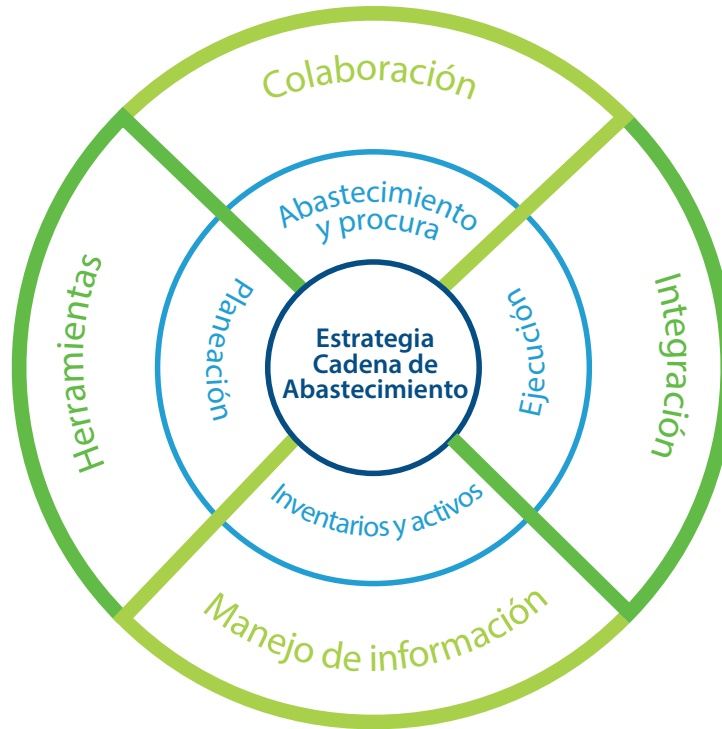 Colaboración
Abastecimiento
y procura
Herramientas
Planeación
Estrategia
Cadena de
Abastecimiento
Ejecución
Integración
Inventarios y activos
Manejo de información